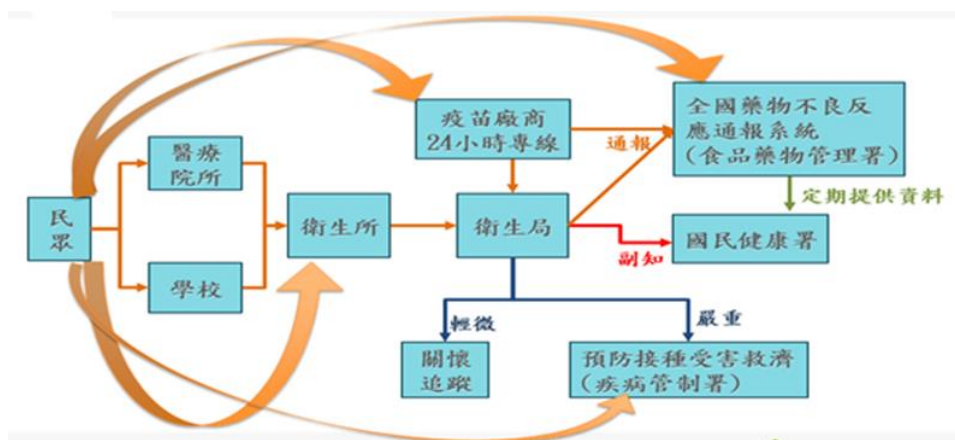 疫苗廠商
24小時專線
通報
全國藥物不良反
應通報系統
(食品藥物管理署)
醫療
院所
定期提供資料
民
眾
衛生所
衛生局
國民健康署
副知
學校
輕微
嚴重
關懷
追蹤
預防接種受害救濟
(疾病管制署)